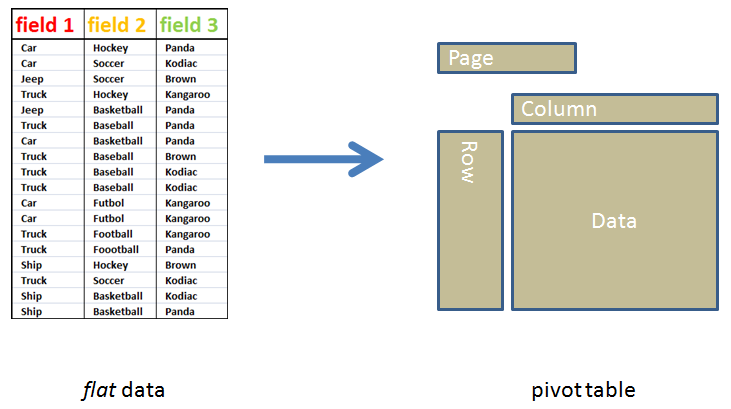 field 1 field 2 field 3
Car Hockey Panda
Car Soccer Kodiac
Jeep Soccer Brown
Truck Hockey Kangaroo
Jeep Basketball Panda
Truck Baseball Panda
Car Basketball Panda
Truck Baseball Brown
Truck Baseball Kodiac
Truck Baseball Kodiac
Car Futbol Kangaroo
Car Futbol Kangaroo
Truck Football Kangaroo
Truck Foootball Panda
Ship Hockey Brown
Truck Soccer Kodiac
Ship Basketball Kodiac
Ship Basketball Panda
flat data
Page
Column
Row
Data
pivot table